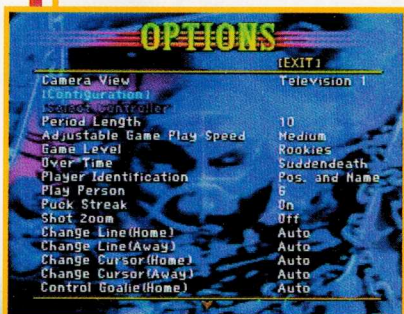 OPTIONS
[EXIT]
Camera View Television 1
[Configuration]
Select Controller
Period Length 10
Adjustable Game Play Speed Medium
Game Level Rookies
Over Time Suddendeath
Player Identification Pos. and Name
Play Person 6
Puck Streak On
Shot Zoom Off
Change Line(Home) Auto
Change Line(Away) Auto
Change Cursor(Home) Auto
Change Cursor(Away) Auto
Control Goalie(Home) Auto